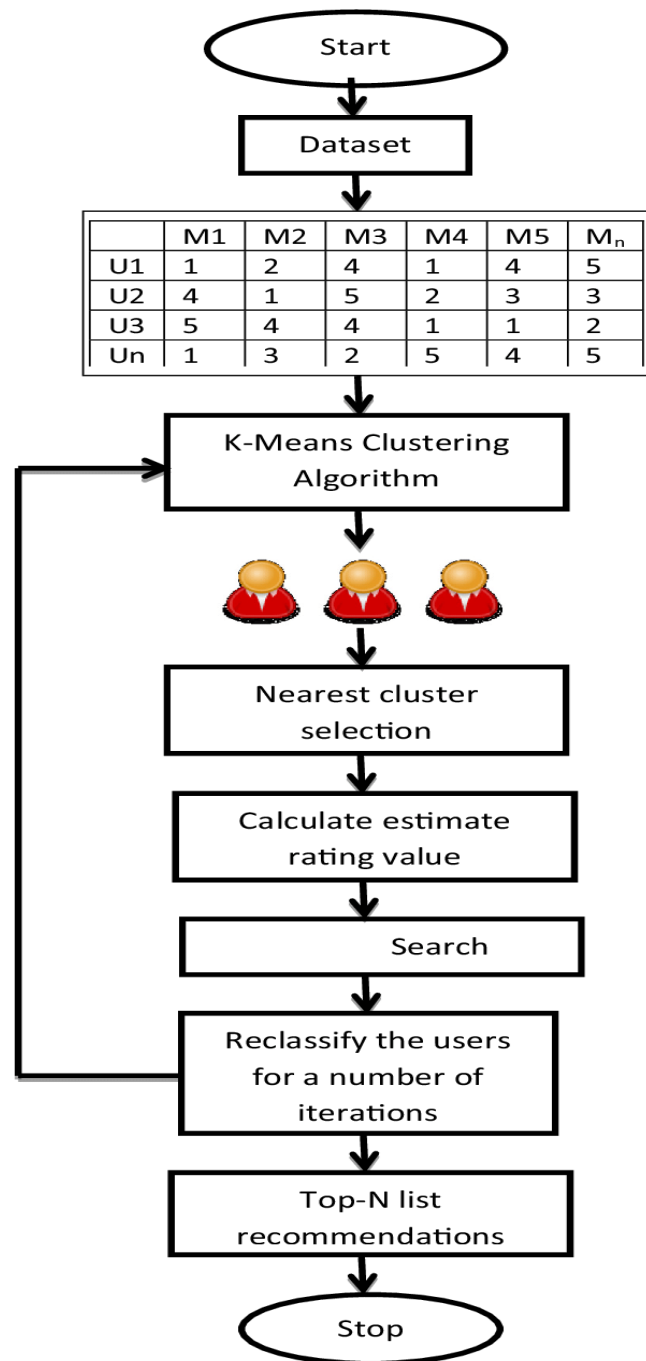 Start
Dataset
M1 M2 M3 M4 M5 Mₙ
U1 1 2 4 1 4 5
U2 4 1 5 2 3 3
U3 5 4 4 1 1 2
Un 1 3 2 5 4 5
K-Means Clustering
Algorithm
Nearest cluster
selection
Calculate estimate
rating value
Search
Reclassify the users
for a number of
iterations
Top-N list
recommendations
Stop